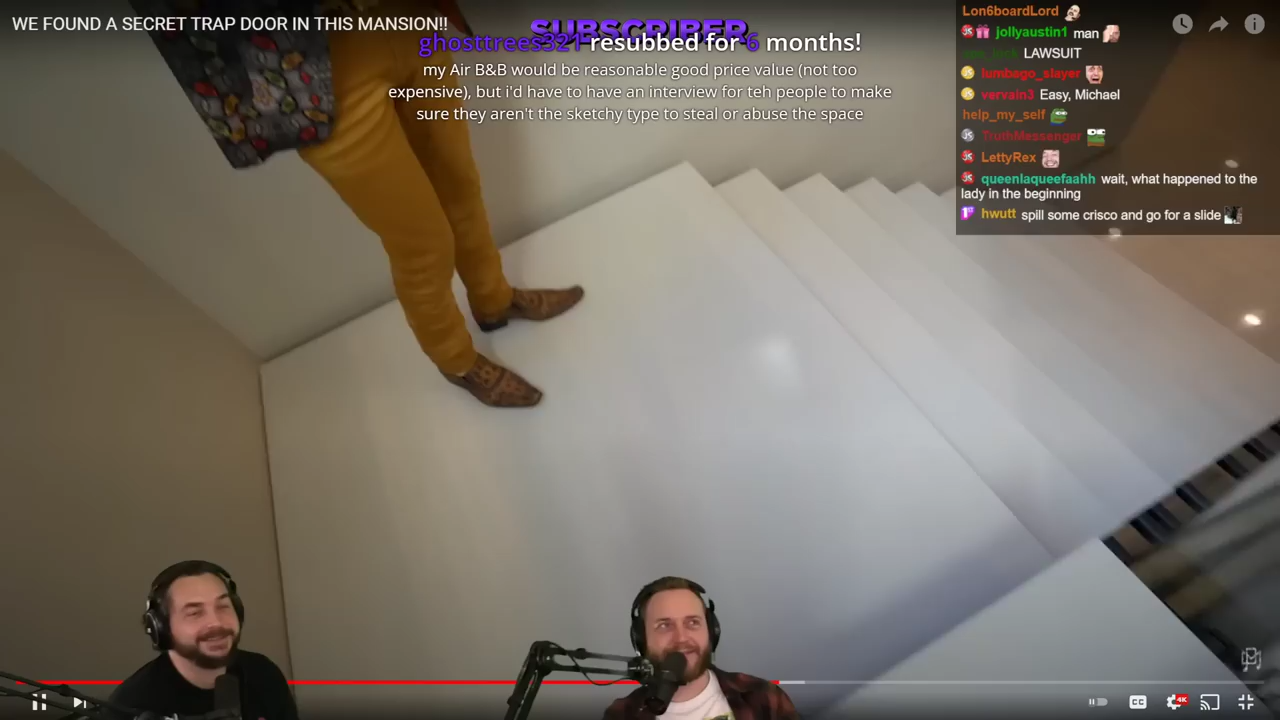 WE FOUND A SECRET TRAP DOOR IN THIS MANSION!!
SUBSCRIBER
ghosttrees321 resubbed for 6 months!
my Air B&B would be reasonable good price value (not too
expensive), but i'd have to have an interview for teh people to make
sure they aren't the sketchy type to steal or abuse the space
Lon6boardLord
jollyaustin1 man
LAWSUIT
lumbago_slayer
vervain3 Easy, Michael
help_my_self
TruthMessenger
LettyRex
queenlaqueefaahh wait, what happened to the
lady in the beginning
hwutt spill some crisco and go for a slide
CC
4K